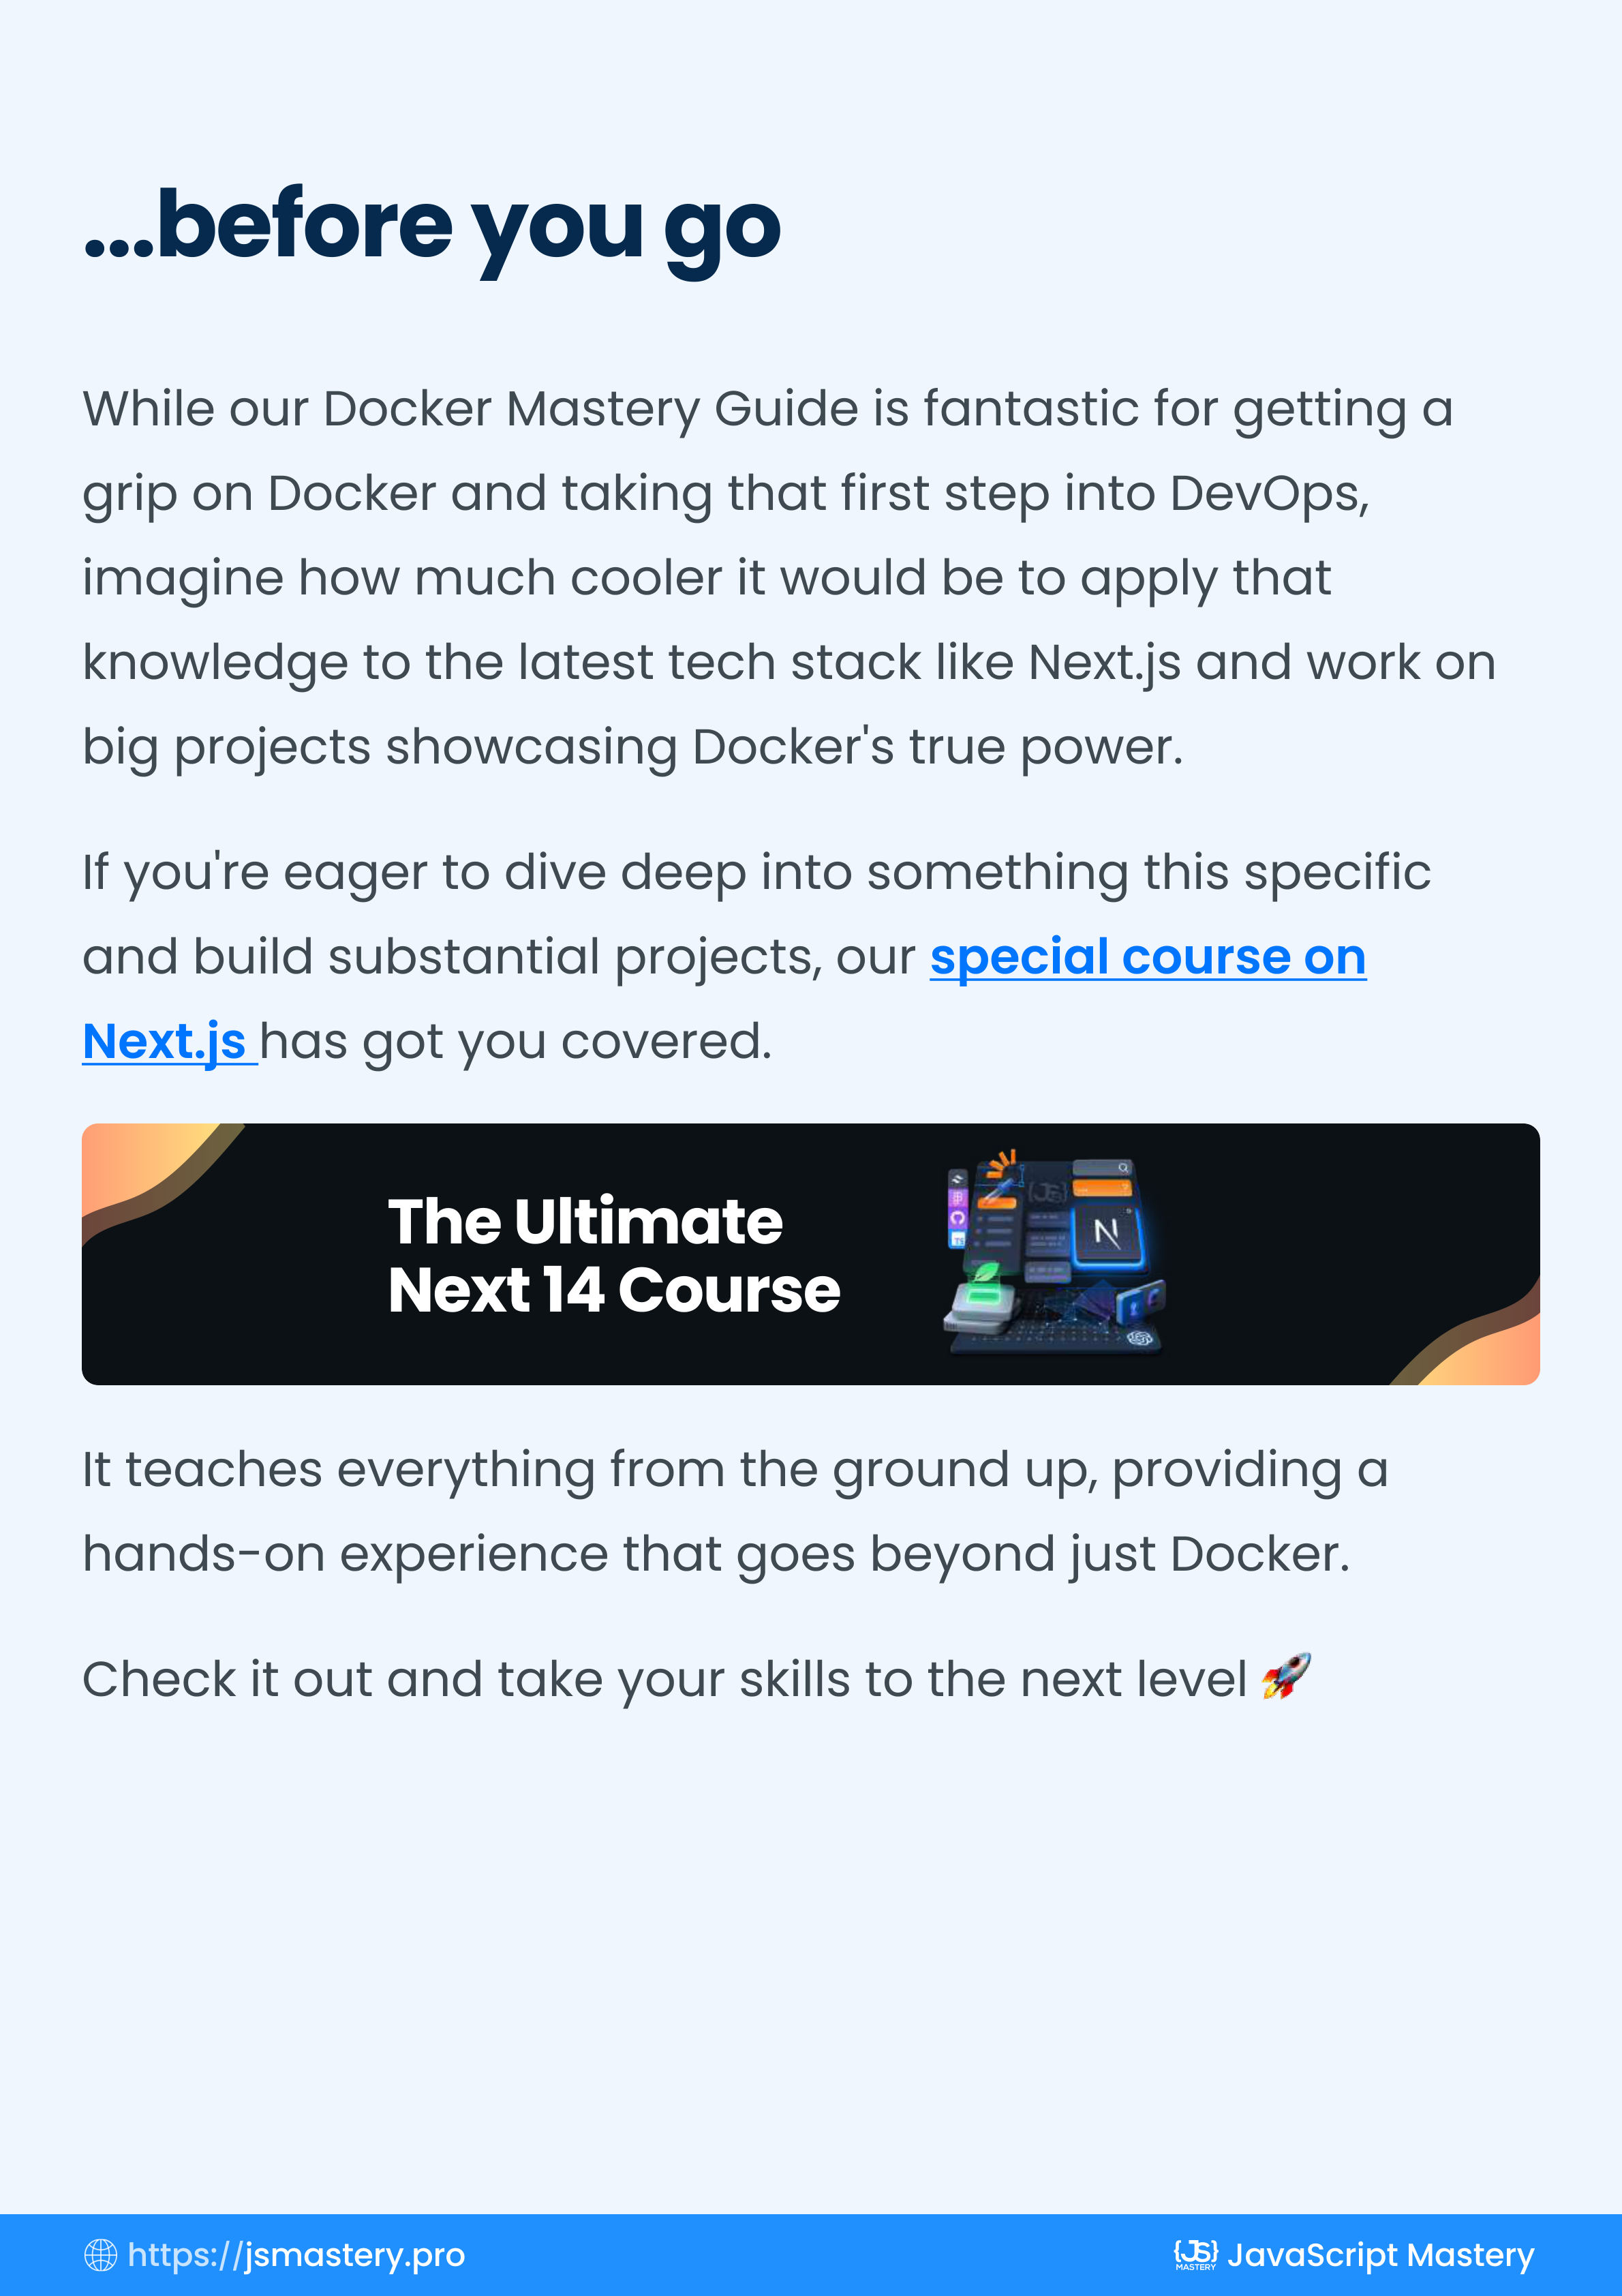 ...before you go
While our Docker Mastery Guide is fantastic for getting a
grip on Docker and taking that first step into DevOps,
imagine how much cooler it would be to apply that
knowledge to the latest tech stack like Next.js and work on
big projects showcasing Docker's true power.
If you're eager to dive deep into something this specific
and build substantial projects, our special course on
Next.js has got you covered.
The Ultimate
Next 14 Course
{JS}
N
TS
It teaches everything from the ground up, providing a
hands-on experience that goes beyond just Docker.
Check it out and take your skills to the next level 🚀
https://jsmastery.pro
{JS} MASTERY JavaScript Mastery